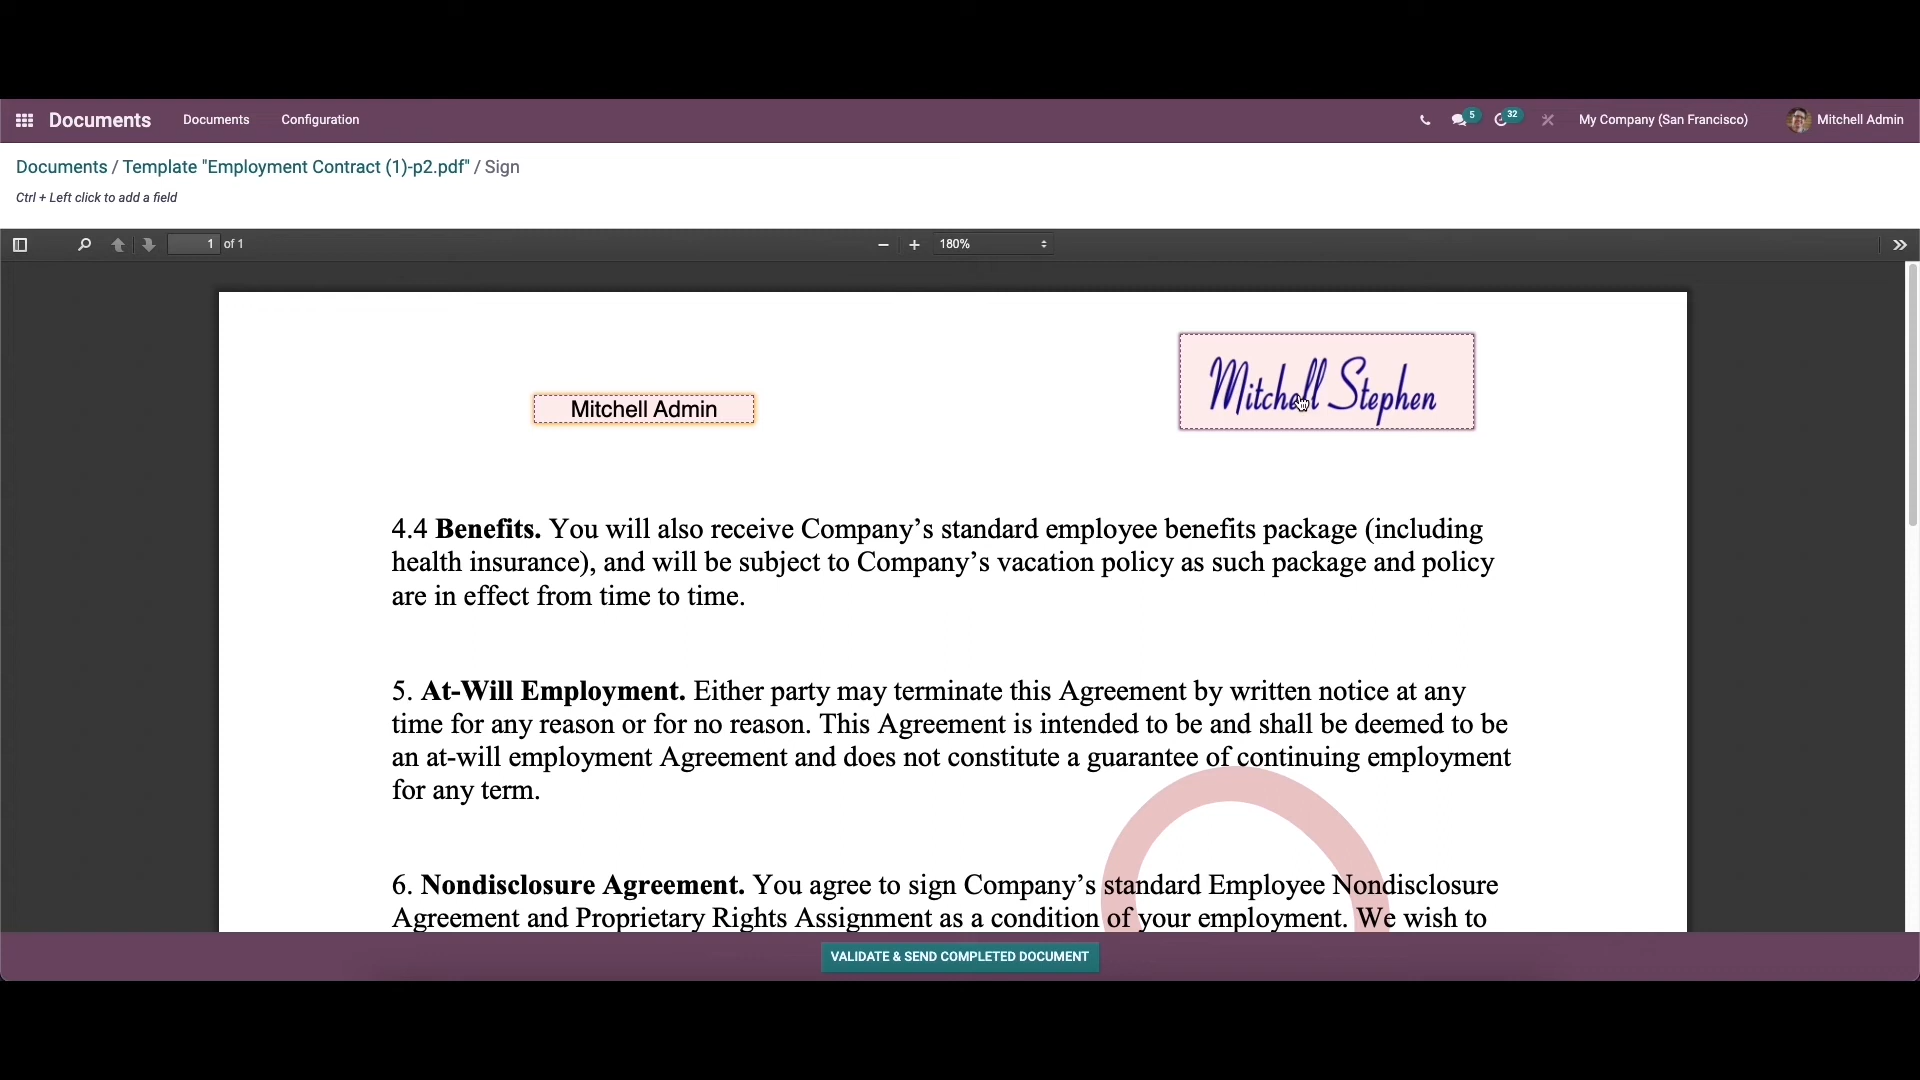 Documents Documents Configuration 5 32 My Company (San Francisco) Mitchell Admin
Documents / Template "Employment Contract (1)-p2.pdf" / Sign
Ctrl + Left click to add a field
1 of 1 180%
Mitchell Stephen
Mitchell Admin
4.4 Benefits. You will also receive Company’s standard employee benefits package (including
health insurance), and will be subject to Company’s vacation policy as such package and policy
are in effect from time to time.
5. At-Will Employment. Either party may terminate this Agreement by written notice at any
time for any reason or for no reason. This Agreement is intended to be and shall be deemed to be
an at-will employment Agreement and does not constitute a guarantee of continuing employment
for any term.
6. Nondisclosure Agreement. You agree to sign Company’s standard Employee Nondisclosure
Agreement and Proprietary Rights Assignment as a condition of your employment. We wish to
VALIDATE & SEND COMPLETED DOCUMENT